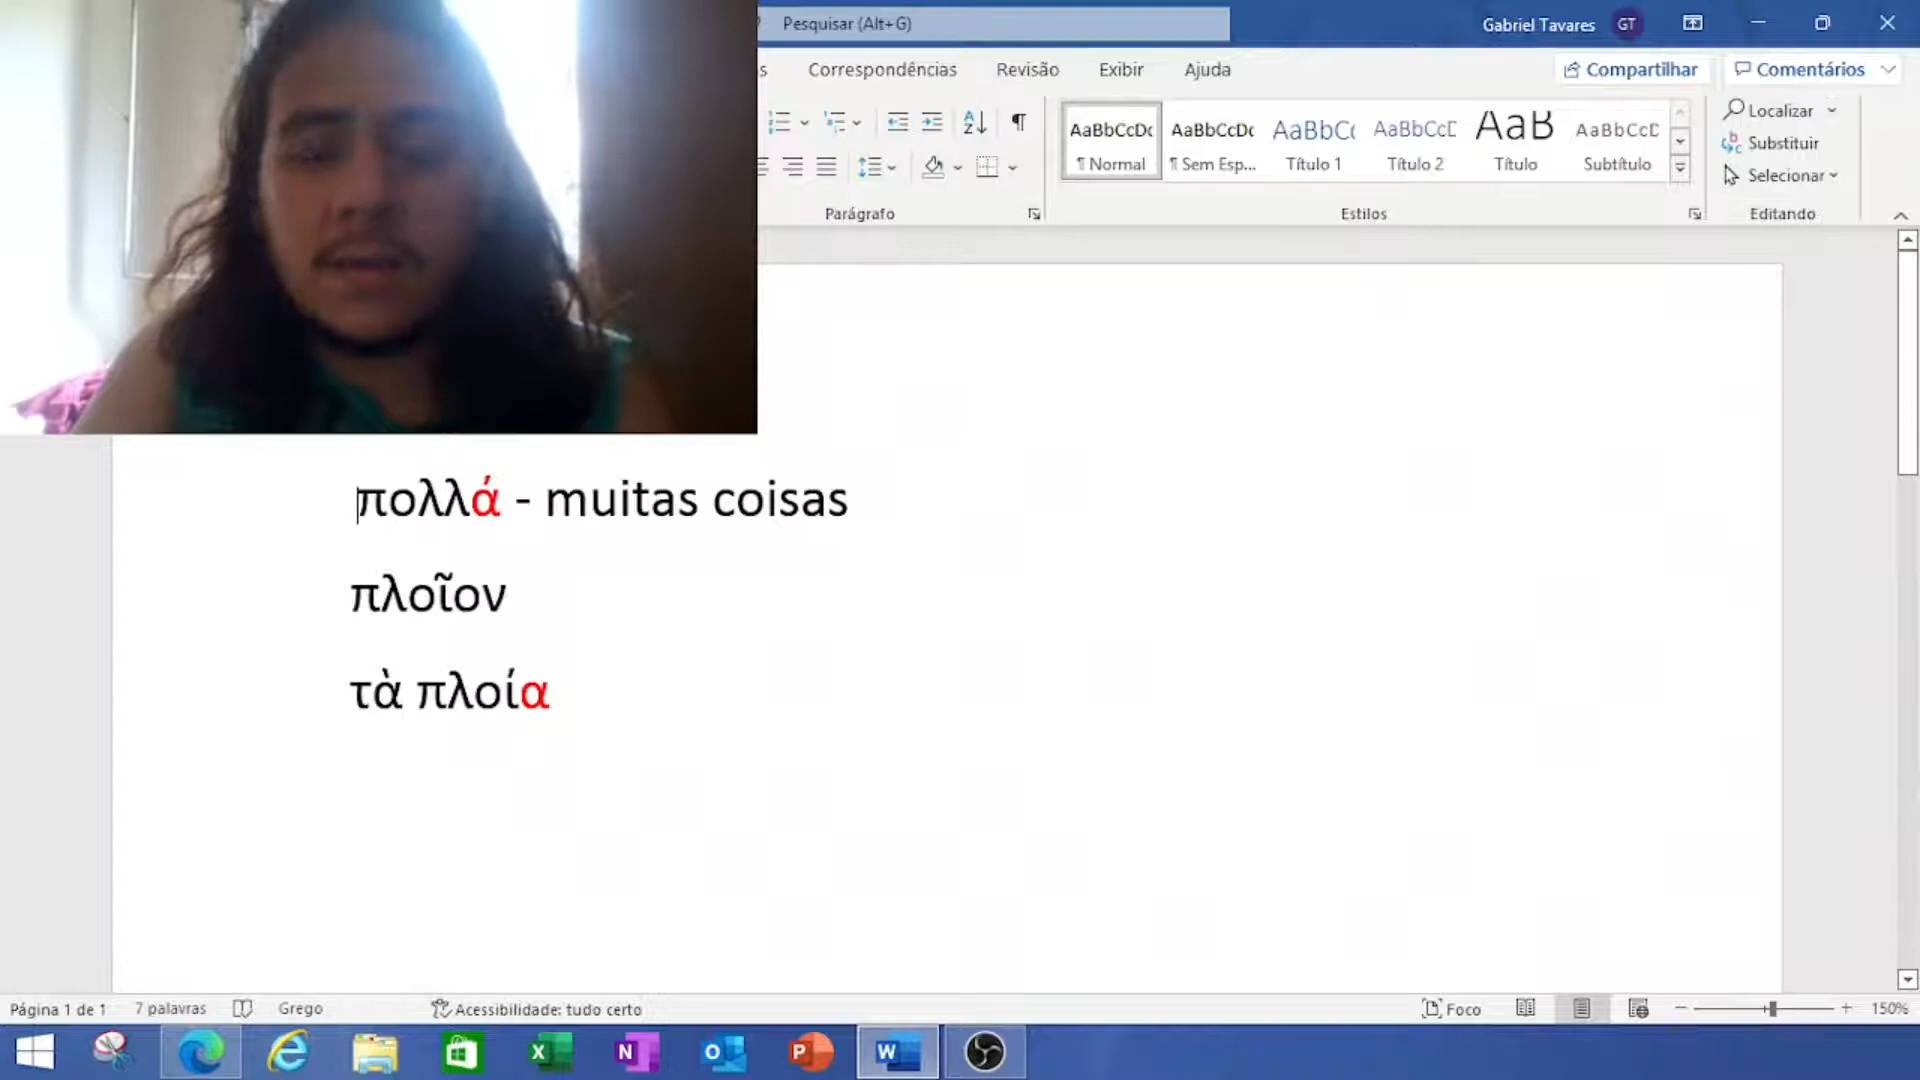 Pesquisar (Alt+G)
Gabriel Tavares GT
s Correspondências Revisão Exibir Ajuda
Compartilhar Comentários
AaBbCcDc AaBbCcDc AaBbC( AaBbCcD AaB AaBbCcD
¶ Normal ¶ Sem Esp... Título 1 Título 2 Título Subtítulo
Localizar
Substituir
Selecionar
Parágrafo Estilos Editando
πολλά - muitas coisas
πλοῖον
τὰ πλοία
Página 1 de 1 7 palavras Grego Acessibilidade: tudo certo Foco 150%